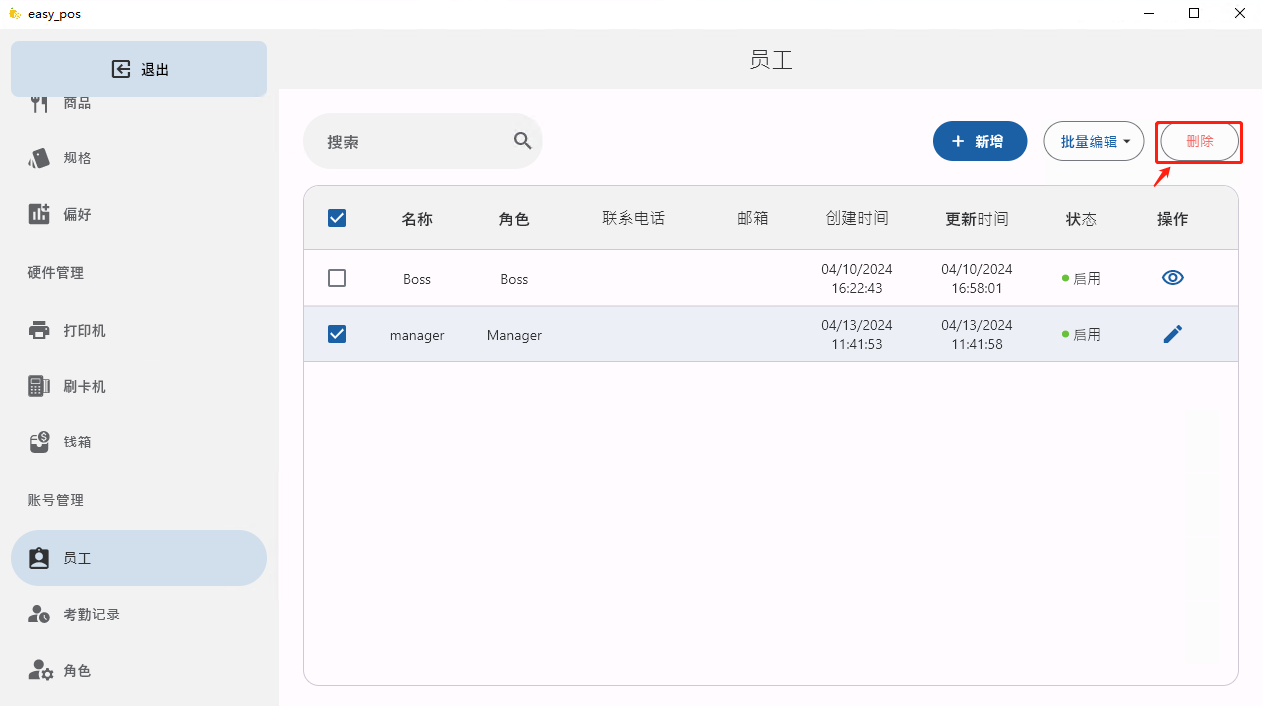 easy_pos
退出
商品
规格
偏好
硬件管理
打印机
刷卡机
钱箱
账号管理
员工
考勤记录
角色
员工
搜索
新增
批量编辑
删除
名称 角色 联系电话 邮箱 创建时间 更新时间 状态 操作
Boss Boss 04/10/2024 16:22:43 04/10/2024 16:58:01 启用
manager Manager 04/13/2024 11:41:53 04/13/2024 11:41:58 启用